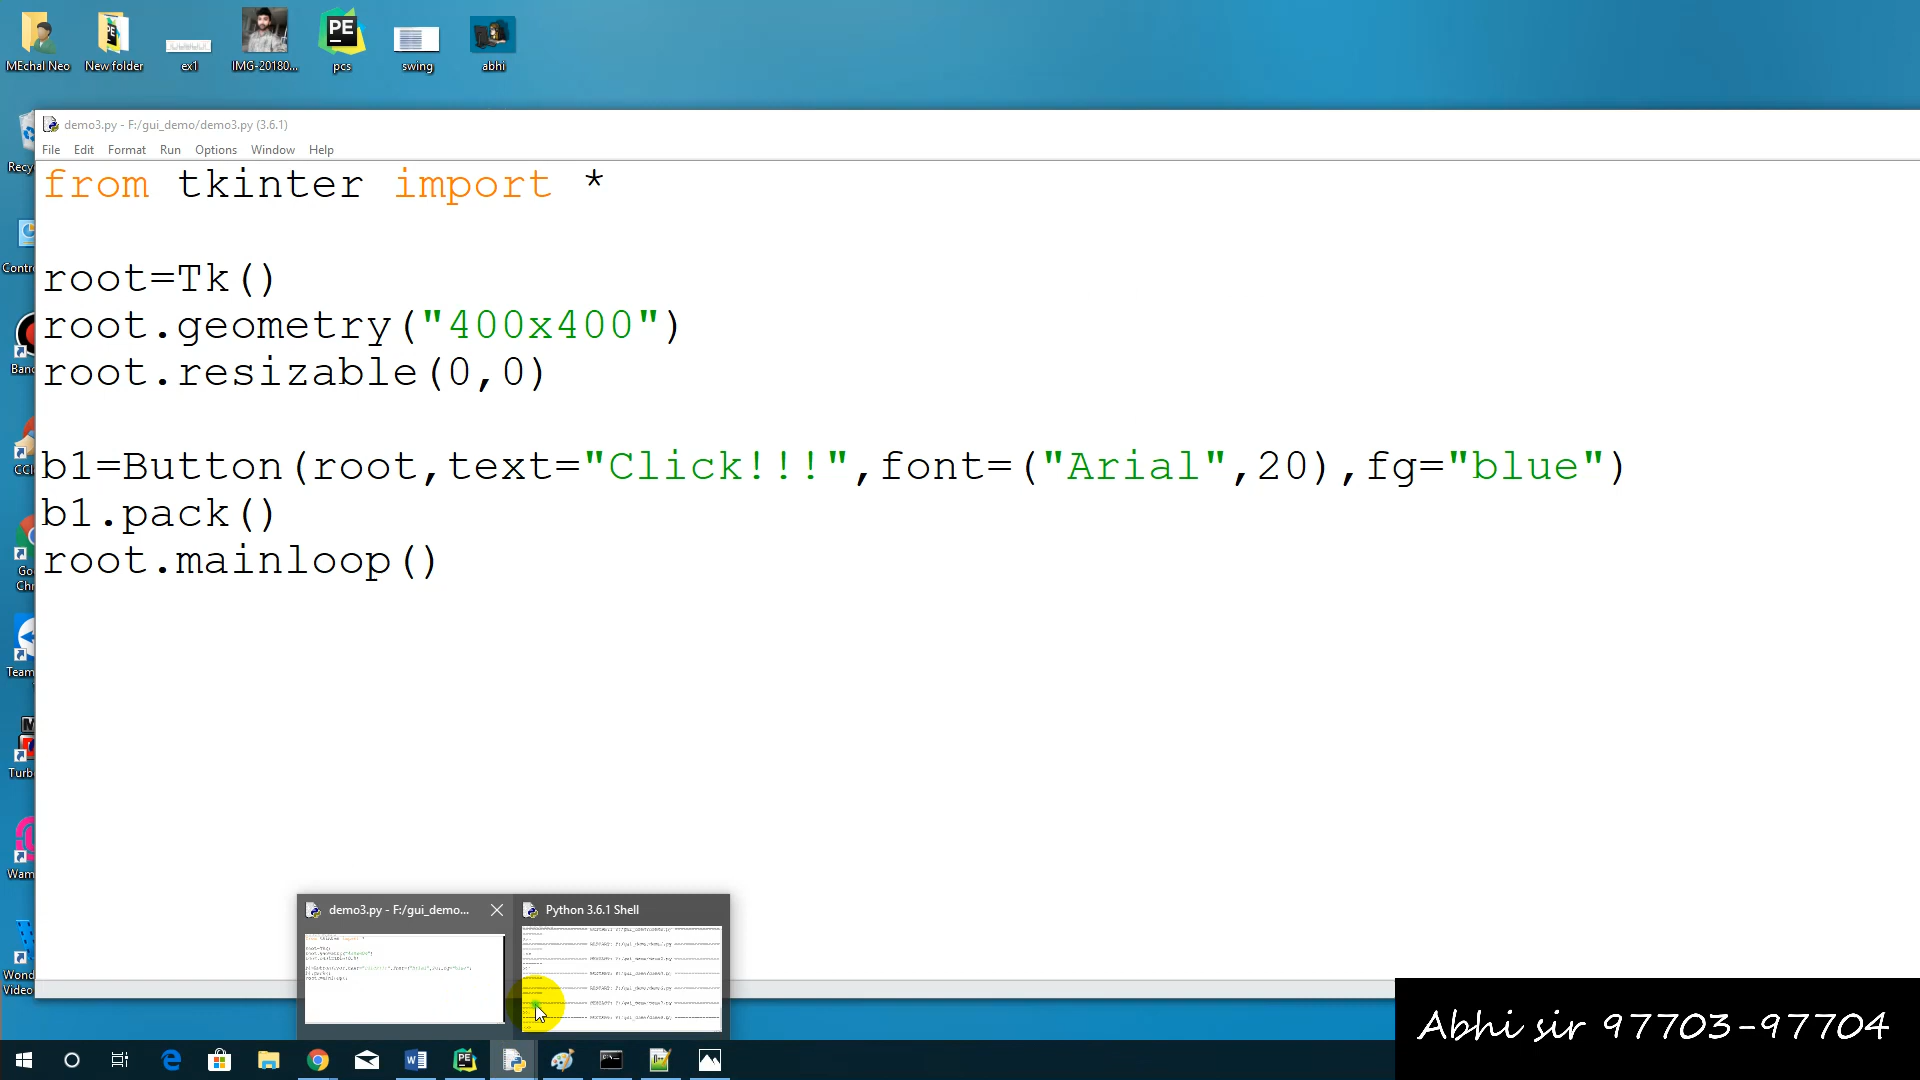 MEchal Neo
New folder
ex1
IMG-20180...
pcs
swing
abhi
demo3.py - F:/gui_demo/demo3.py (3.6.1)
File Edit Format Run Options Window Help
from tkinter import *
root=Tk()
root.geometry("400x400")
root.resizable(0,0)
b1=Button(root,text="Click!!!",font=("Arial",20),fg="blue")
b1.pack()
root.mainloop()
demo3.py - F:/gui_demo...
Python 3.6.1 Shell
Abhi sir 97703-97704